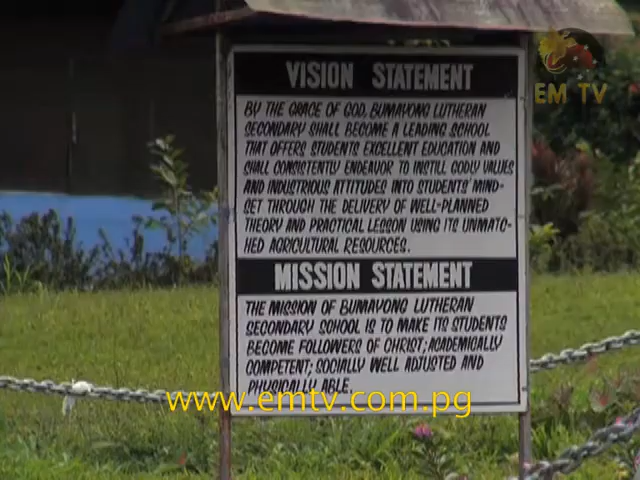 EM TV
VISION STATEMENT
BY THE GRACE OF GOD, BUMAYONG LUTHERAN
SECONDARY SHALL BECOME A LEADING SCHOOL
THAT OFFERS STUDENTS EXCELLENT EDUCATION AND
SHALL CONSISTENTLY ENDEAVOR TO INSTILL GODLY VALUES
AND INDUSTRIOUS ATTITUDES INTO STUDENTS' MIND-
SET THROUGH THE DELIVERY OF WELL-PLANNED
THEORY AND PRACTICAL LESSON USING ITS UNMATC-
HED AGRICULTURAL RESOURCES.
MISSION STATEMENT
THE MISSION OF BUMAYONG LUTHERAN
SECONDARY SCHOOL IS TO MAKE ITS STUDENTS
BECOME FOLLOWERS OF CHRIST; ACADEMICALLY
COMPETENT; SOCIALLY WELL ADJUSTED AND
PHYSICALLY ABLE.
www.emtv.com.pg